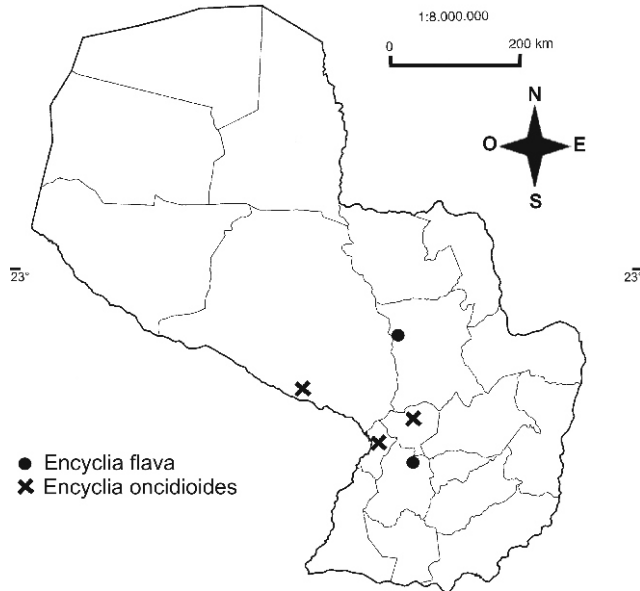 1:8.000.000
0 200 km
N
O E
S
23° 23°
Encyclia flava
Encyclia oncidioides